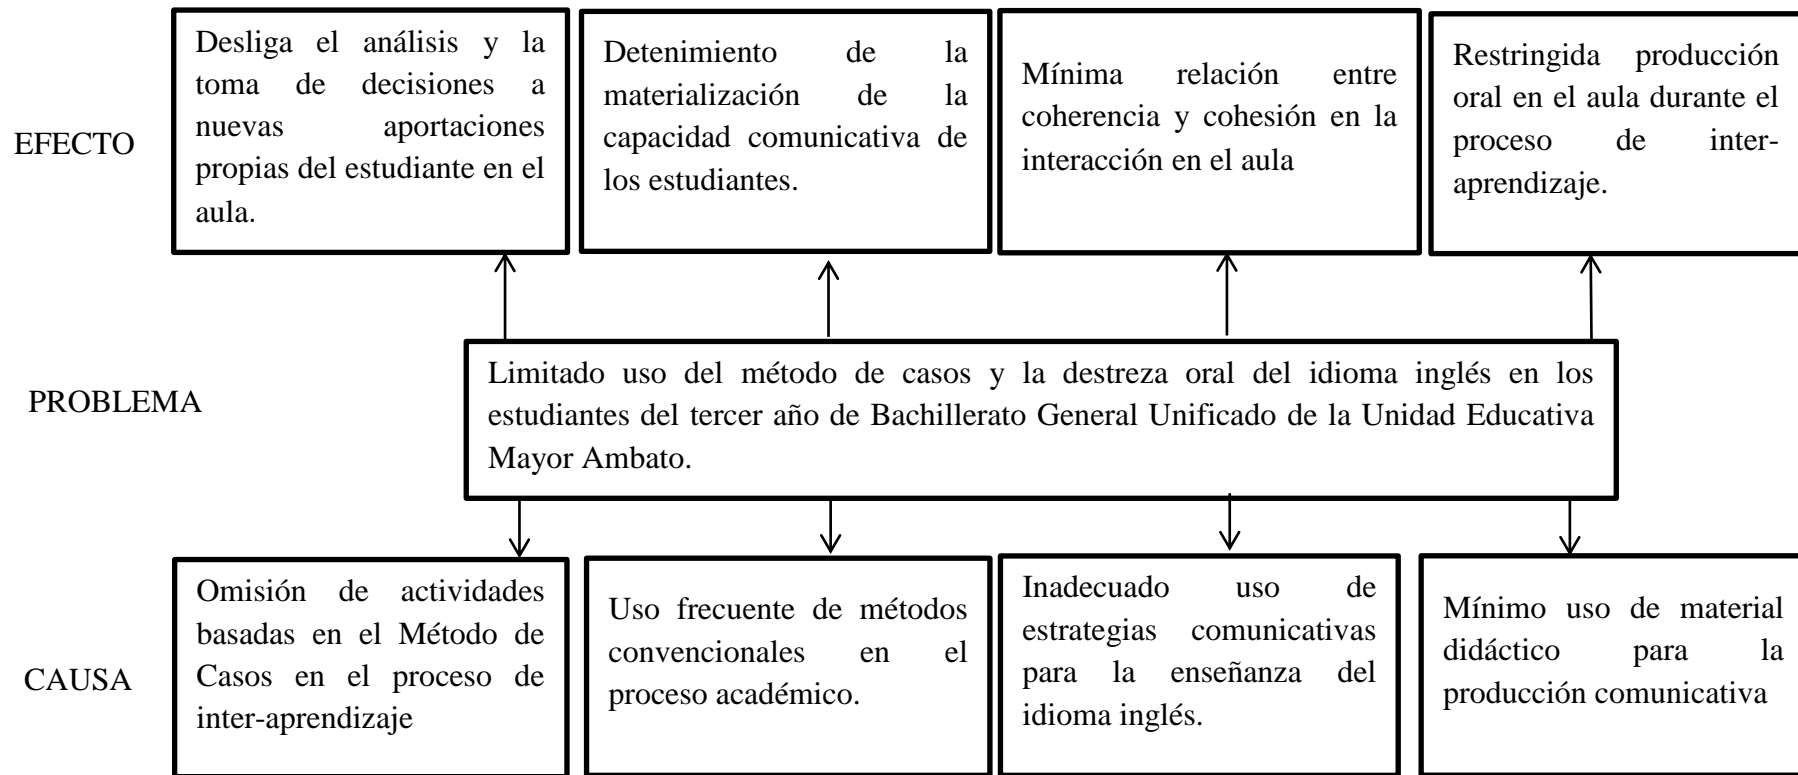 EFECTO
Desliga el análisis y la
toma de decisiones a
nuevas aportaciones
propias del estudiante en el
aula.
Detenimiento de la
materialización de la
capacidad comunicativa de
los estudiantes.
Mínima relación entre
coherencia y cohesión en la
interacción en el aula
Restringida producción
oral en el aula durante el
proceso de inter-
aprendizaje.
PROBLEMA
Limitado uso del método de casos y la destreza oral del idioma inglés en los
estudiantes del tercer año de Bachillerato General Unificado de la Unidad Educativa
Mayor Ambato.
CAUSA
Omisión de actividades
basadas en el Método de
Casos en el proceso de
inter-aprendizaje
Uso frecuente de métodos
convencionales en el
proceso académico.
Inadecuado uso de
estrategias comunicativas
para la enseñanza del
idioma inglés.
Mínimo uso de material
didáctico para la
producción comunicativa